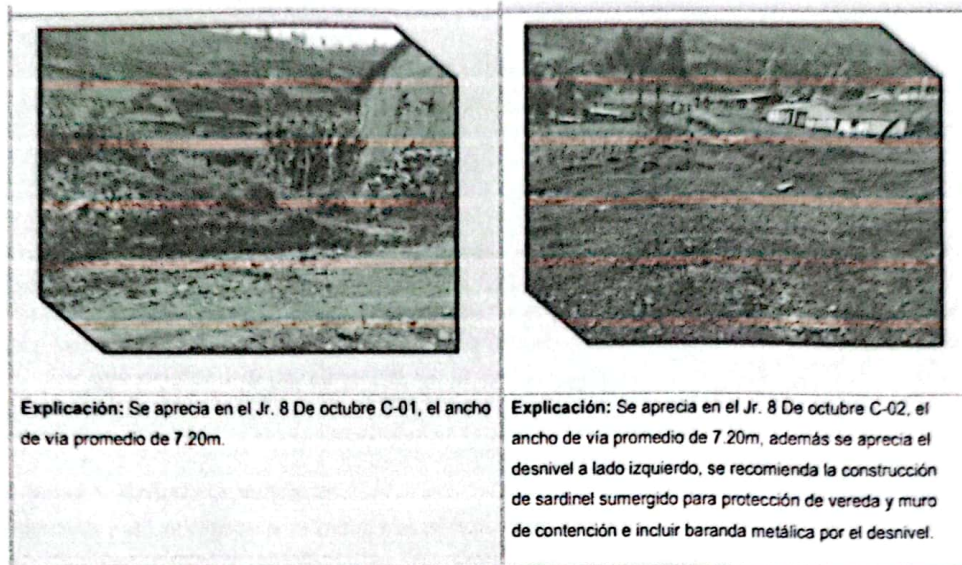 Explicación: Se aprecia en el Jr. 8 De octubre C-01, el ancho
de vía promedio de 7.20m.
Explicación: Se aprecia en el Jr. 8 De octubre C-02, el
ancho de vía promedio de 7.20m, además se aprecia el
desnivel a lado izquierdo, se recomienda la construcción
de sardinel sumergido para protección de vereda y muro
de contención e incluir baranda metálica por el desnivel.